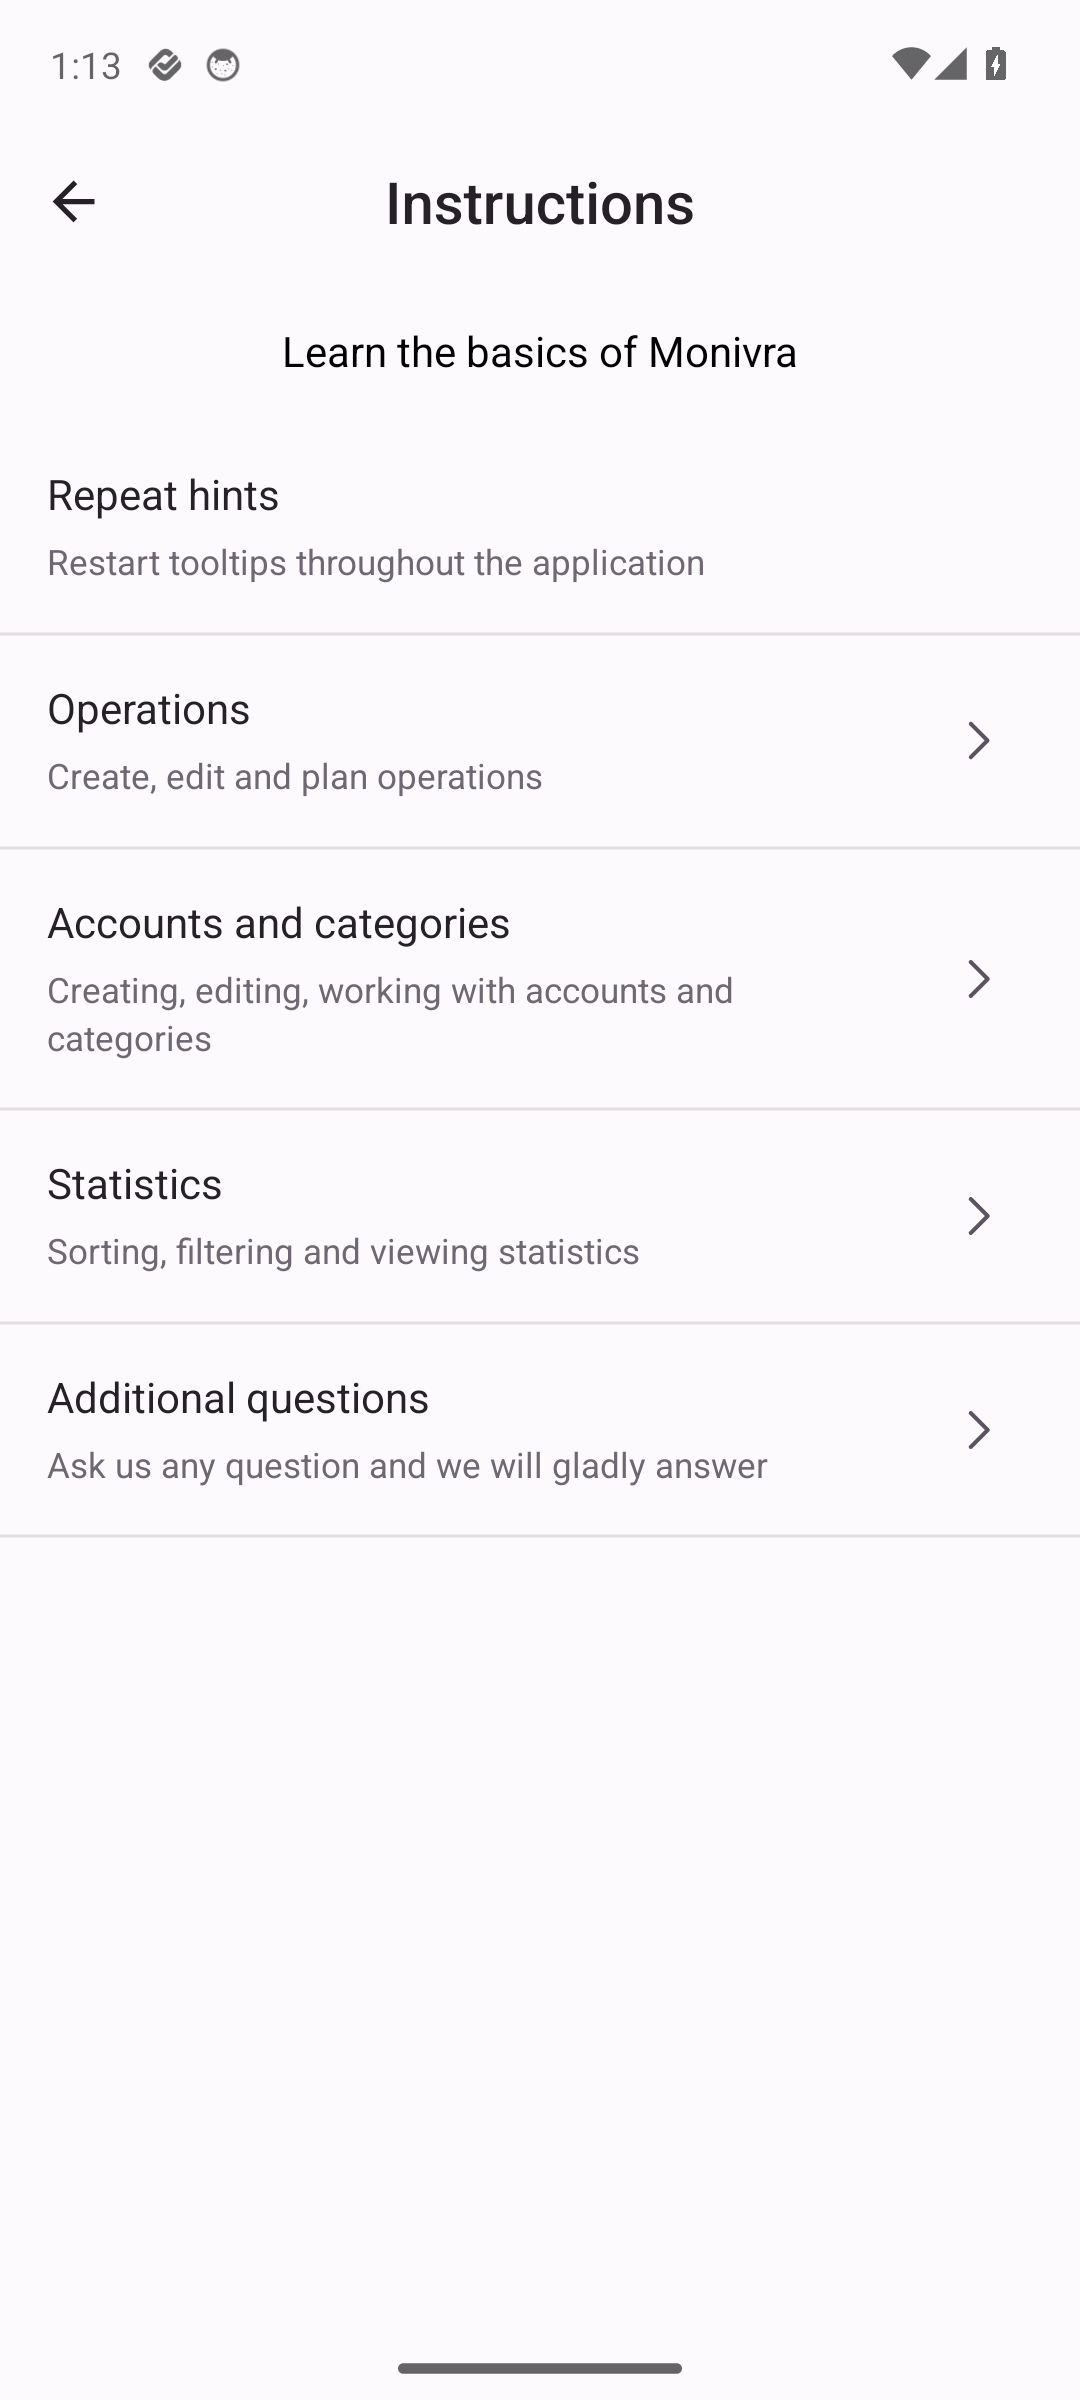 1:13
Instructions
Learn the basics of Monivra
Repeat hints
Restart tooltips throughout the application
Operations
Create, edit and plan operations
Accounts and categories
Creating, editing, working with accounts and
categories
Statistics
Sorting, filtering and viewing statistics
Additional questions
Ask us any question and we will gladly answer